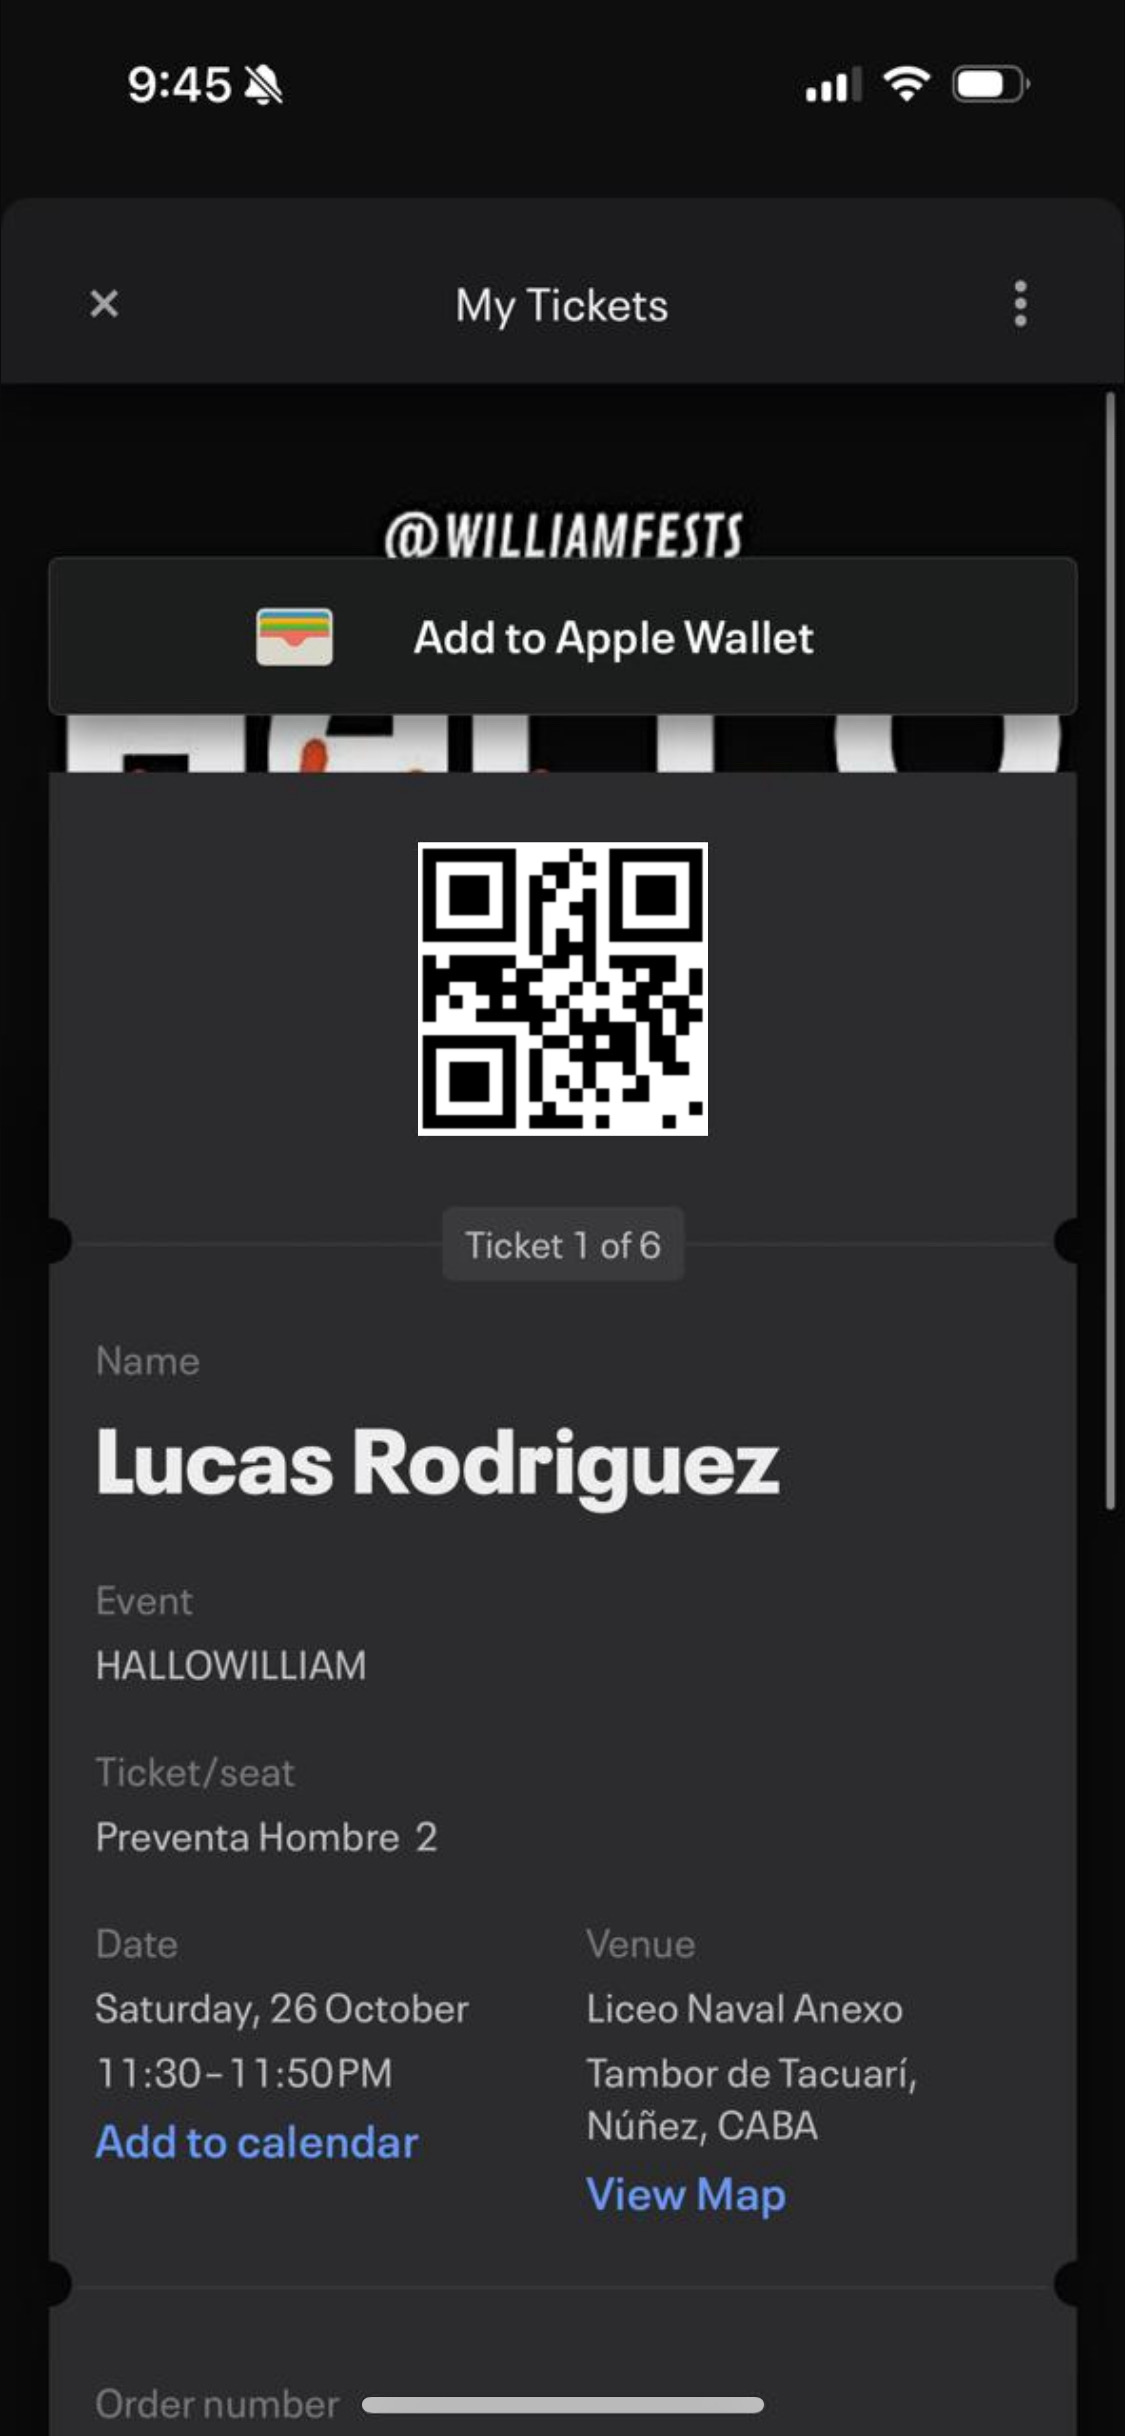 9:45
My Tickets
@WILLIAMFESTS
Add to Apple Wallet
Ticket 1 of 6
Name
Lucas Rodriguez
Event
HALLOWILLIAM
Ticket/seat
Preventa Hombre 2
Date
Saturday, 26 October
11:30–11:50PM
Add to calendar
Venue
Liceo Naval Anexo
Tambor de Tacuarí,
Núñez, CABA
View Map
Order number